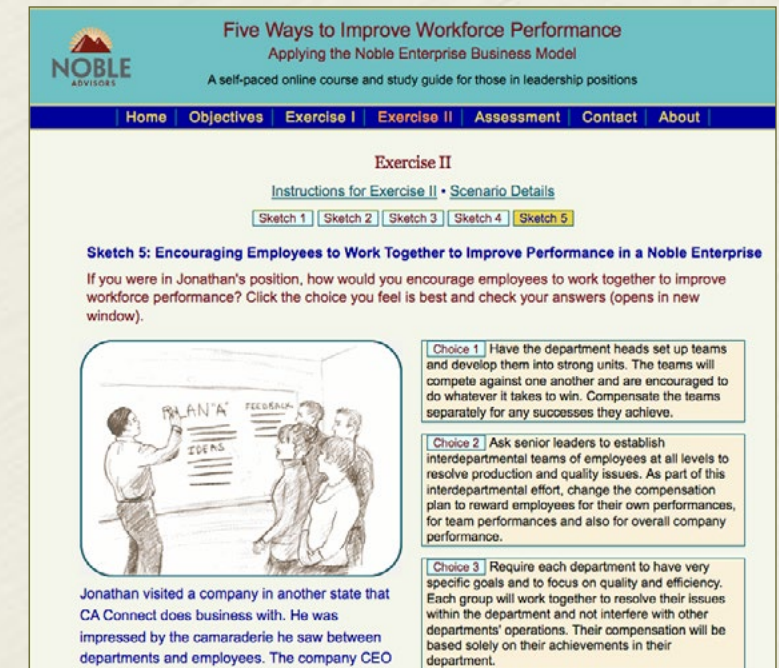 NOBLE
ADVISORS
Five Ways to Improve Workforce Performance
Applying the Noble Enterprise Business Model
A self-paced online course and study guide for those in leadership positions
Home Objectives Exercise I Exercise II Assessment Contact About
Exercise II
Instructions for Exercise II • Scenario Details
Sketch 1 Sketch 2 Sketch 3 Sketch 4 Sketch 5
Sketch 5: Encouraging Employees to Work Together to Improve Performance in a Noble Enterprise
If you were in Jonathan's position, how would you encourage employees to work together to improve
workforce performance? Click the choice you feel is best and check your answers (opens in new
window).
PLAN "A"
FEEDBACK
IDEAS
Jonathan visited a company in another state that
CA Connect does business with. He was
impressed by the camaraderie he saw between
departments and employees. The company CEO
Choice 1 Have the department heads set up teams
and develop them into strong units. The teams will
compete against one another and are encouraged to
do whatever it takes to win. Compensate the teams
separately for any successes they achieve.
Choice 2 Ask senior leaders to establish
interdepartmental teams of employees at all levels to
resolve production and quality issues. As part of this
interdepartmental effort, change the compensation
plan to reward employees for their own performances,
for team performances and also for overall company
performance.
Choice 3 Require each department to have very
specific goals and to focus on quality and efficiency.
Each group will work together to resolve their issues
within the department and not interfere with other
departments' operations. Their compensation will be
based solely on their achievements in their
department.